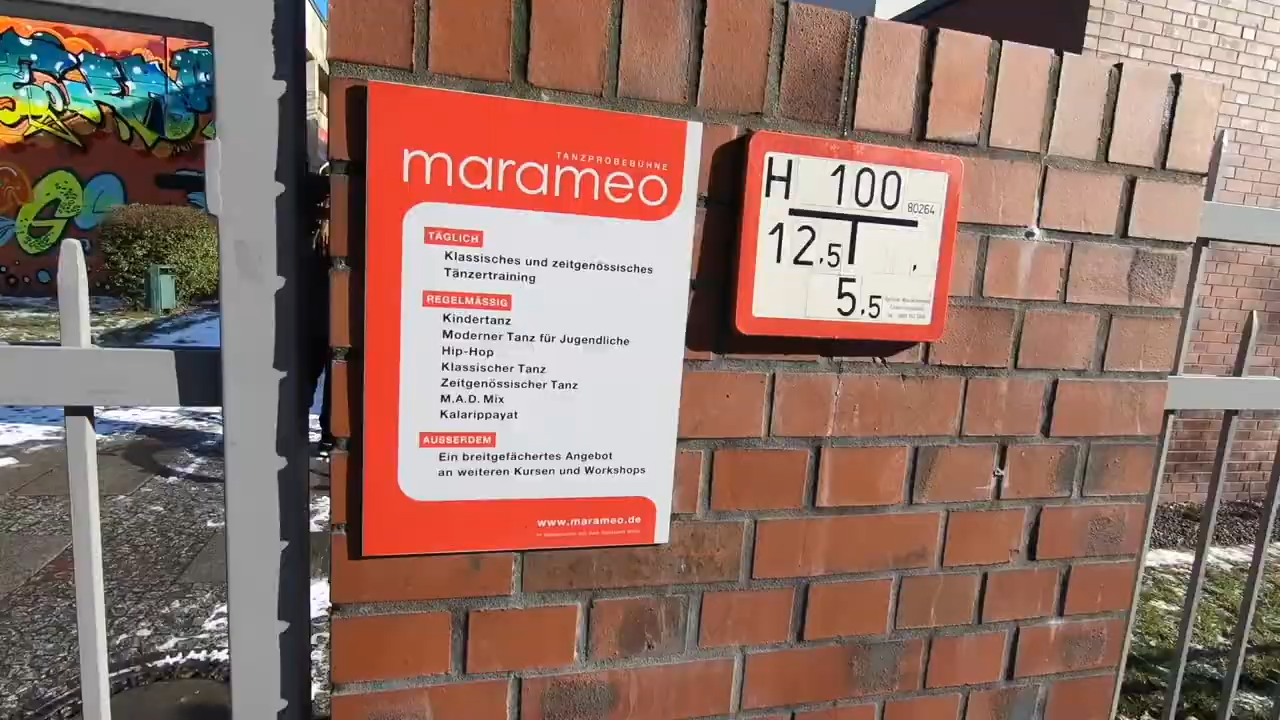 TANZPROBEBÜHNE
marameo
TÄGLICH
Klassisches und zeitgenössisches
Tänzertraining
REGELMÄSSIG
Kindertanz
Moderner Tanz für Jugendliche
Hip-Hop
Klassischer Tanz
Zeitgenössischer Tanz
M.A.D. Mix
Kalarippayat
AUSSERDEM
Ein breitgefächertes Angebot
an weiteren Kursen und Workshops
www.marameo.de
H 100
80264
12.5 ,
5.5